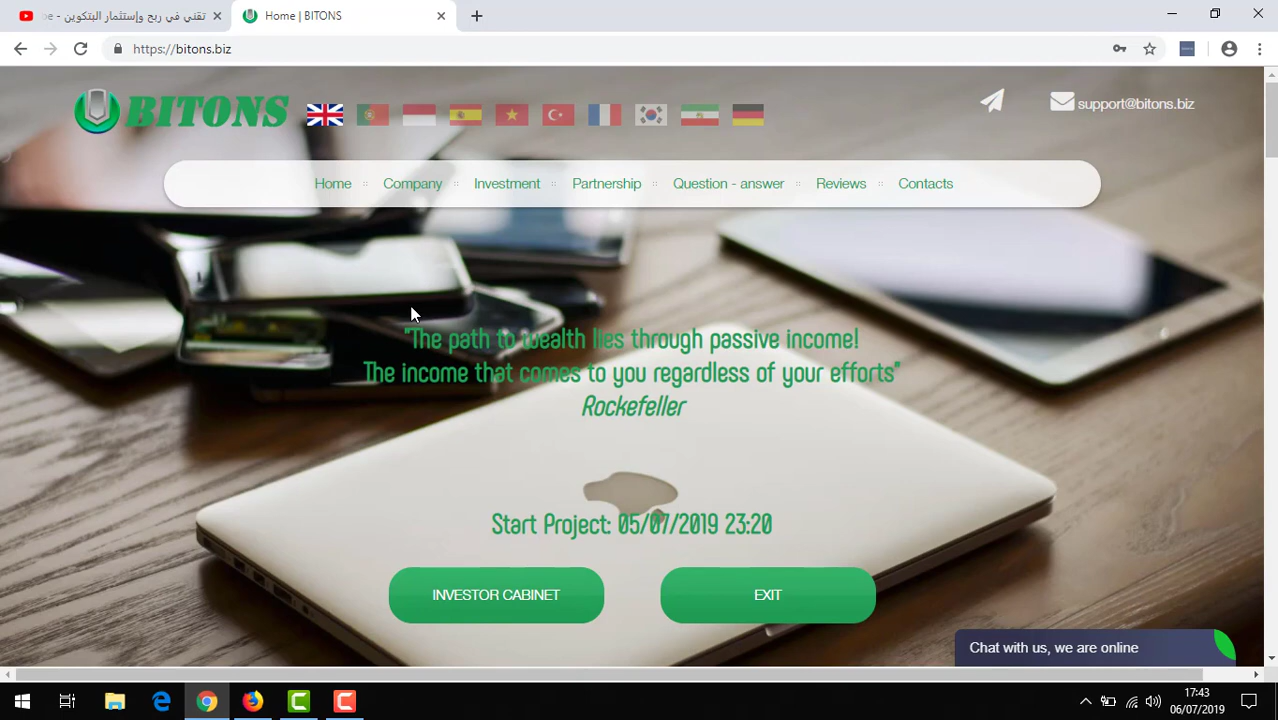 تقني في ربح وإستثمار البتكوين - be
Home | BITONS
https://bitons.biz
BITONS
support@bitons.biz
Home
Company
Investment
Partnership
Question - answer
Reviews
Contacts
"The path to wealth lies through passive income!
The income that comes to you regardless of your efforts"
Rockefeller
Start Project: 05/07/2019 23:20
INVESTOR CABINET
EXIT
Chat with us, we are online
17:43
06/07/2019